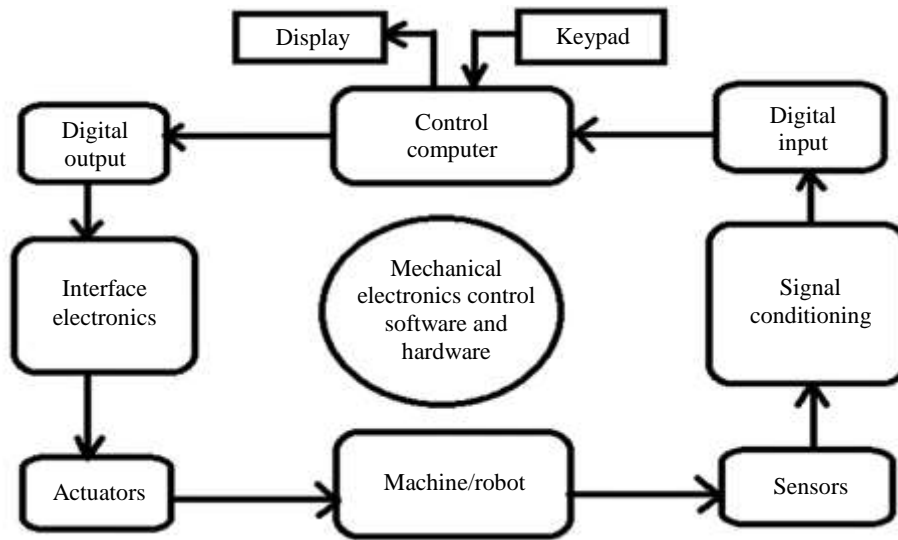 Display
Keypad
Digital
output
Control
computer
Digital
input
Interface
electronics
Mechanical
electronics control
software and
hardware
Signal
conditioning
Actuators
Machine/robot
Sensors